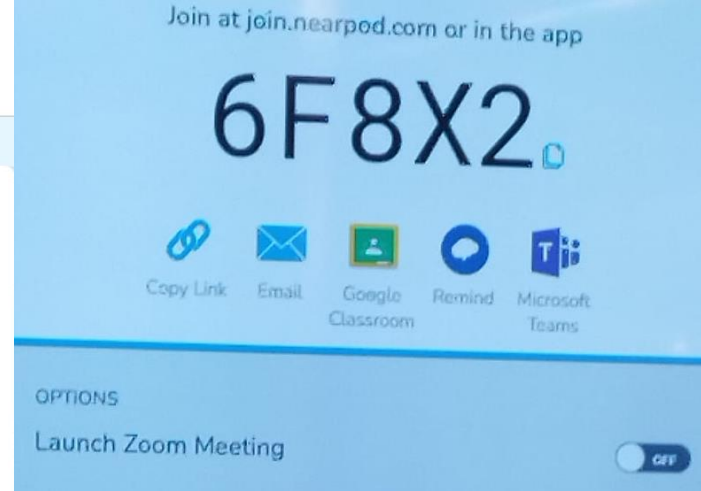 Join at join.nearpod.com or in the app
6F8X2
Copy Link
Email
Google Classroom
Remind
Microsoft Teams
OPTIONS
Launch Zoom Meeting
OFF